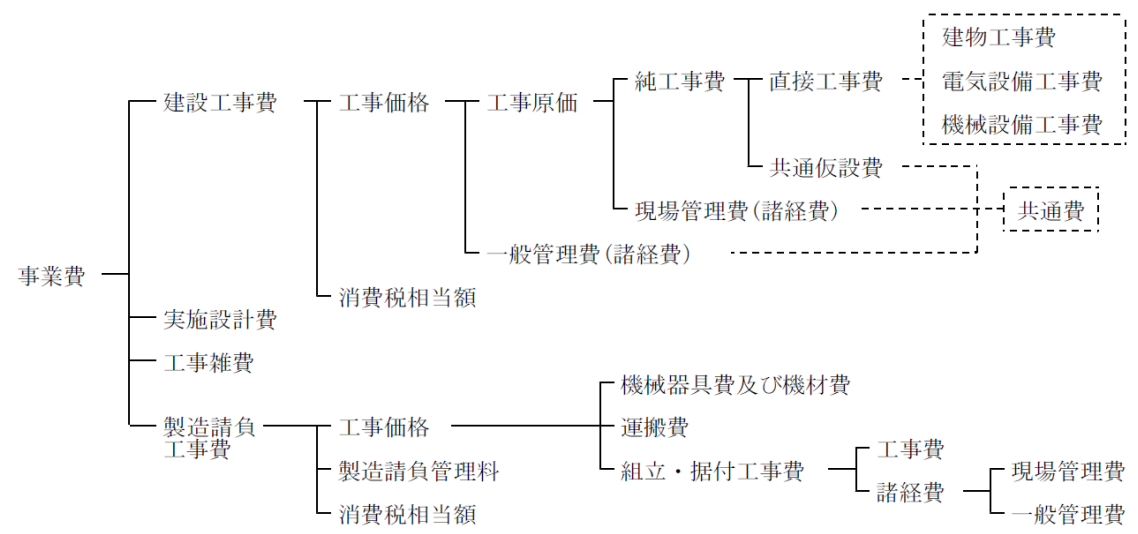 建物工事費
純工事費
直接工事費
電気設備工事費
建設工事費
工事価格
工事原価
機械設備工事費
共通仮設費
現場管理費(諸経費)
共通費
一般管理費(諸経費)
事業費
消費税相当額
実施設計費
工事雑費
機械器具費及び機材費
製造請負
工事費
工事価格
運搬費
工事費
製造請負管理料
組立・据付工事費
現場管理費
諸経費
消費税相当額
一般管理費